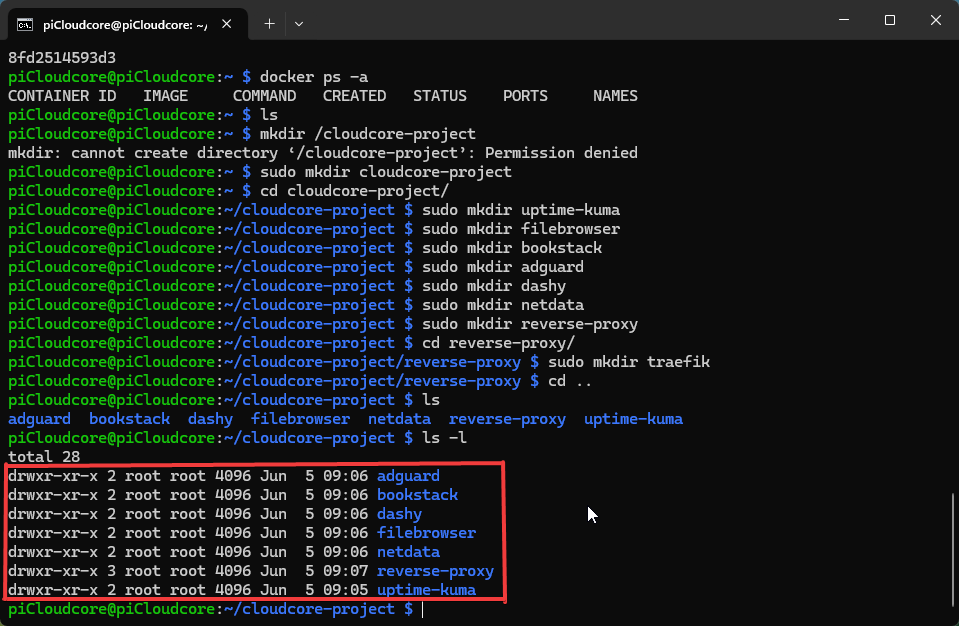 piCloudcore@piCloudcore: ~/
8fd2514593d3
piCloudcore@piCloudcore:~ $ docker ps -a
CONTAINER ID   IMAGE     COMMAND   CREATED   STATUS    PORTS     NAMES
piCloudcore@piCloudcore:~ $ ls
piCloudcore@piCloudcore:~ $ mkdir /cloudcore-project
mkdir: cannot create directory ‘/cloudcore-project’: Permission denied
piCloudcore@piCloudcore:~ $ sudo mkdir cloudcore-project
piCloudcore@piCloudcore:~ $ cd cloudcore-project/
piCloudcore@piCloudcore:~/cloudcore-project $ sudo mkdir uptime-kuma
piCloudcore@piCloudcore:~/cloudcore-project $ sudo mkdir filebrowser
piCloudcore@piCloudcore:~/cloudcore-project $ sudo mkdir bookstack
piCloudcore@piCloudcore:~/cloudcore-project $ sudo mkdir adguard
piCloudcore@piCloudcore:~/cloudcore-project $ sudo mkdir dashy
piCloudcore@piCloudcore:~/cloudcore-project $ sudo mkdir netdata
piCloudcore@piCloudcore:~/cloudcore-project $ sudo mkdir reverse-proxy
piCloudcore@piCloudcore:~/cloudcore-project $ cd reverse-proxy/
piCloudcore@piCloudcore:~/cloudcore-project/reverse-proxy $ sudo mkdir traefik
piCloudcore@piCloudcore:~/cloudcore-project/reverse-proxy $ cd ..
piCloudcore@piCloudcore:~/cloudcore-project $ ls
adguard  bookstack  dashy  filebrowser  netdata  reverse-proxy  uptime-kuma
piCloudcore@piCloudcore:~/cloudcore-project $ ls -l
total 28
drwxr-xr-x 2 root root 4096 Jun  5 09:06 adguard
drwxr-xr-x 2 root root 4096 Jun  5 09:06 bookstack
drwxr-xr-x 2 root root 4096 Jun  5 09:06 dashy
drwxr-xr-x 2 root root 4096 Jun  5 09:06 filebrowser
drwxr-xr-x 2 root root 4096 Jun  5 09:06 netdata
drwxr-xr-x 3 root root 4096 Jun  5 09:07 reverse-proxy
drwxr-xr-x 2 root root 4096 Jun  5 09:05 uptime-kuma
piCloudcore@piCloudcore:~/cloudcore-project $